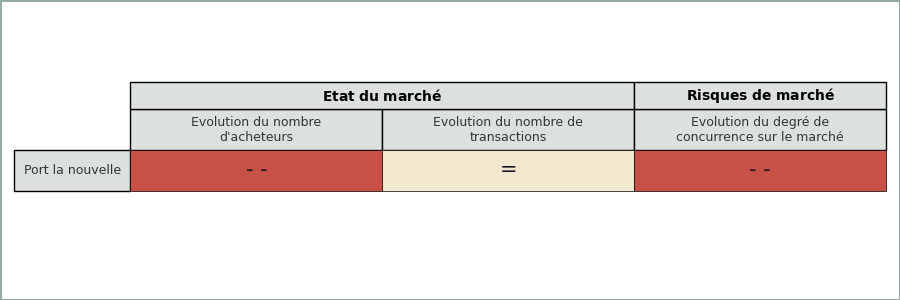 Etat du marché
Risques de marché
Evolution du nombre
d'acheteurs
Evolution du nombre de
transactions
Evolution du degré de
concurrence sur le marché
Port la nouvelle
- -
=
- -